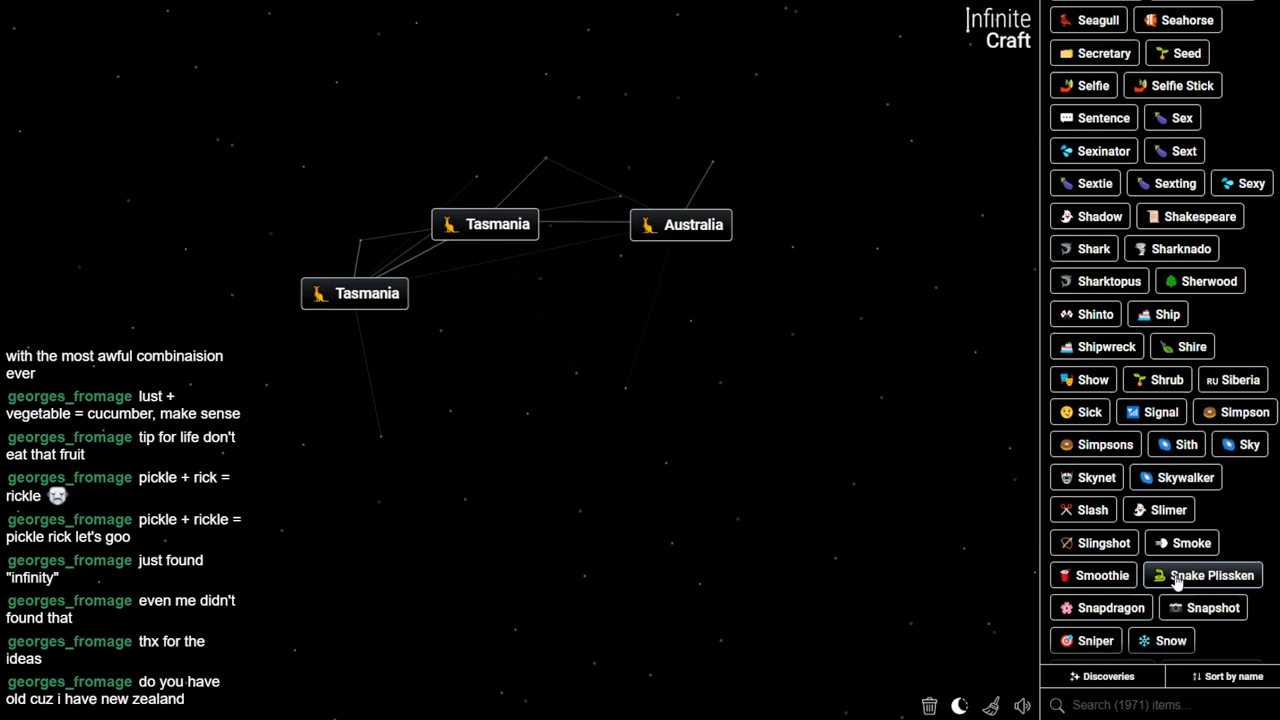 Infinite
Craft
Tasmania
Australia
Tasmania
with the most awful combinaision
ever
georges_fromage lust +
vegetable = cucumber, make sense
georges_fromage tip for life don't
eat that fruit
georges_fromage pickle + rick =
rickle
georges_fromage pickle + rickle =
pickle rick let's goo
georges_fromage just found
"infinity"
georges_fromage even me didn't
found that
georges_fromage thx for the
ideas
georges_fromage do you have
old cuz i have new zealand
Seagull Seahorse
Secretary Seed
Selfie Selfie Stick
Sentence Sex
Sexinator Sext
Sextie Sexting Sexy
Shadow Shakespeare
Shark Sharknado
Sharktopus Sherwood
Shinto Ship
Shipwreck Shire
Show Shrub RU Siberia
Sick Signal Simpson
Simpsons Sith Sky
Skynet Skywalker
Slash Slimer
Slingshot Smoke
Smoothie Snake Plissken
Snapdragon Snapshot
Sniper Snow
Discoveries Sort by name
Search (1971) items...